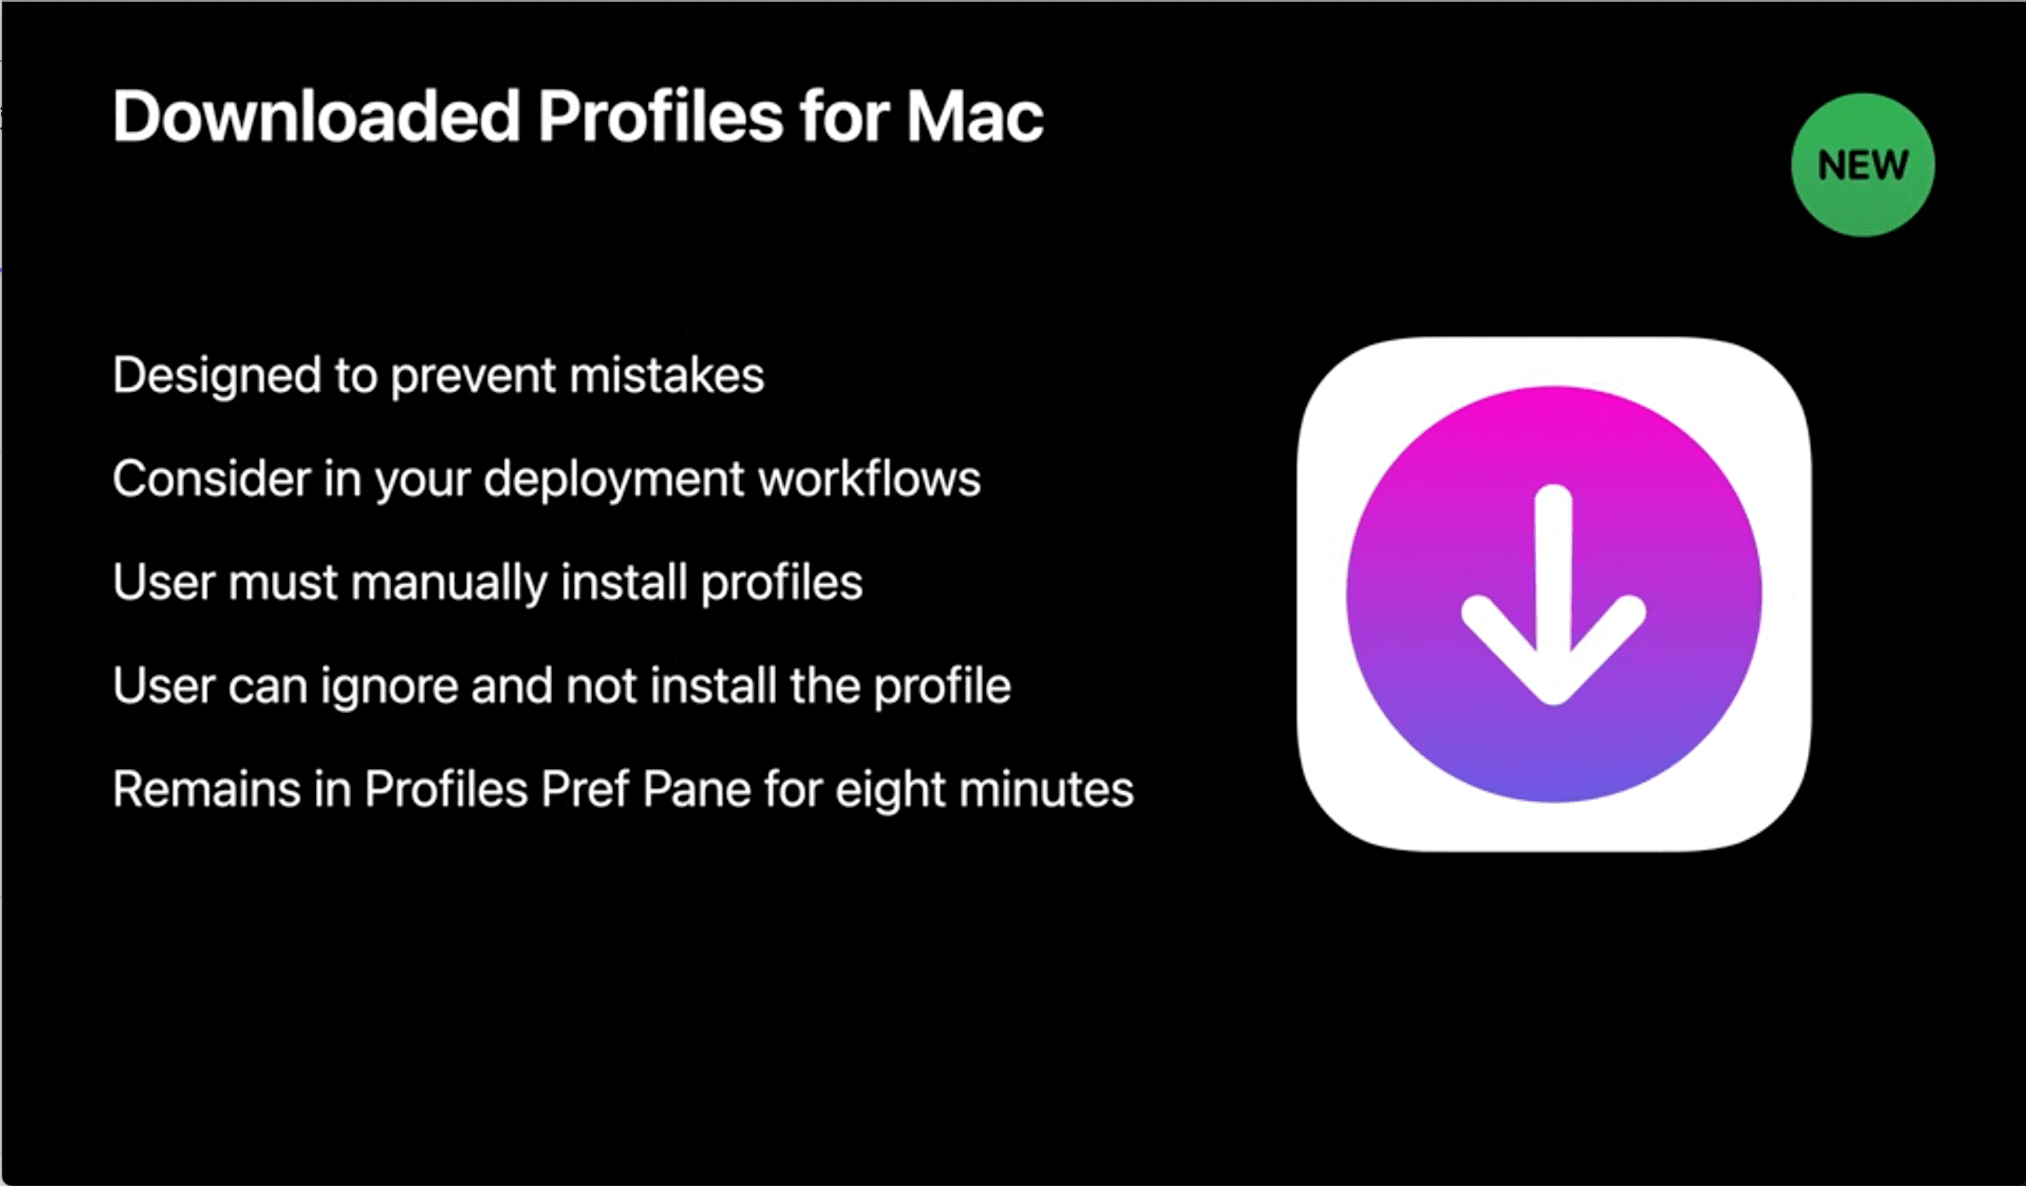 Downloaded Profiles for Mac
NEW
Designed to prevent mistakes
Consider in your deployment workflows
User must manually install profiles
User can ignore and not install the profile
Remains in Profiles Pref Pane for eight minutes